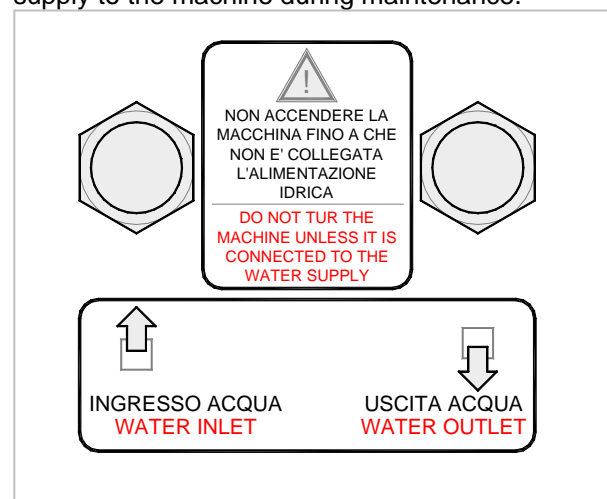 supply to the machine during maintenance.
!
NON ACCENDERE LA
MACCHINA FINO A CHE
NON E' COLLEGATA
L'ALIMENTAZIONE
IDRICA
DO NOT TUR THE
MACHINE UNLESS IT IS
CONNECTED TO THE
WATER SUPPLY
INGRESSO ACQUA
WATER INLET
USCITA ACQUA
WATER OUTLET